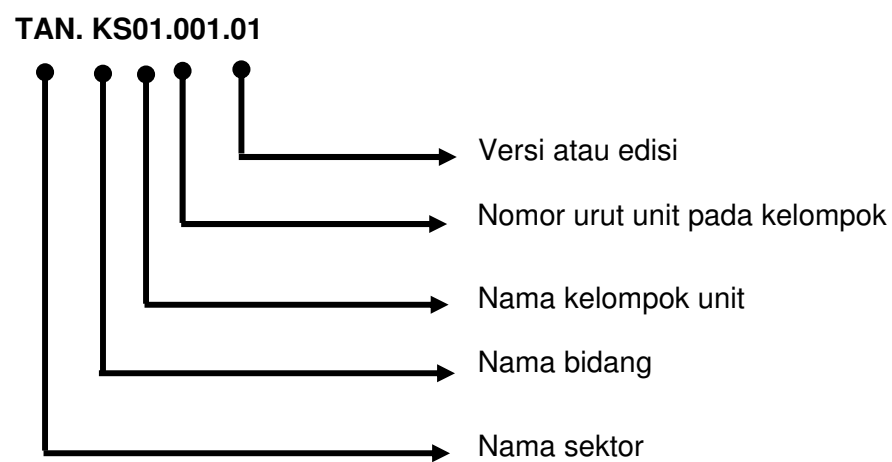 TAN. KS01.001.01
Versi atau edisi
Nomor urut unit pada kelompok
Nama kelompok unit
Nama bidang
Nama sektor